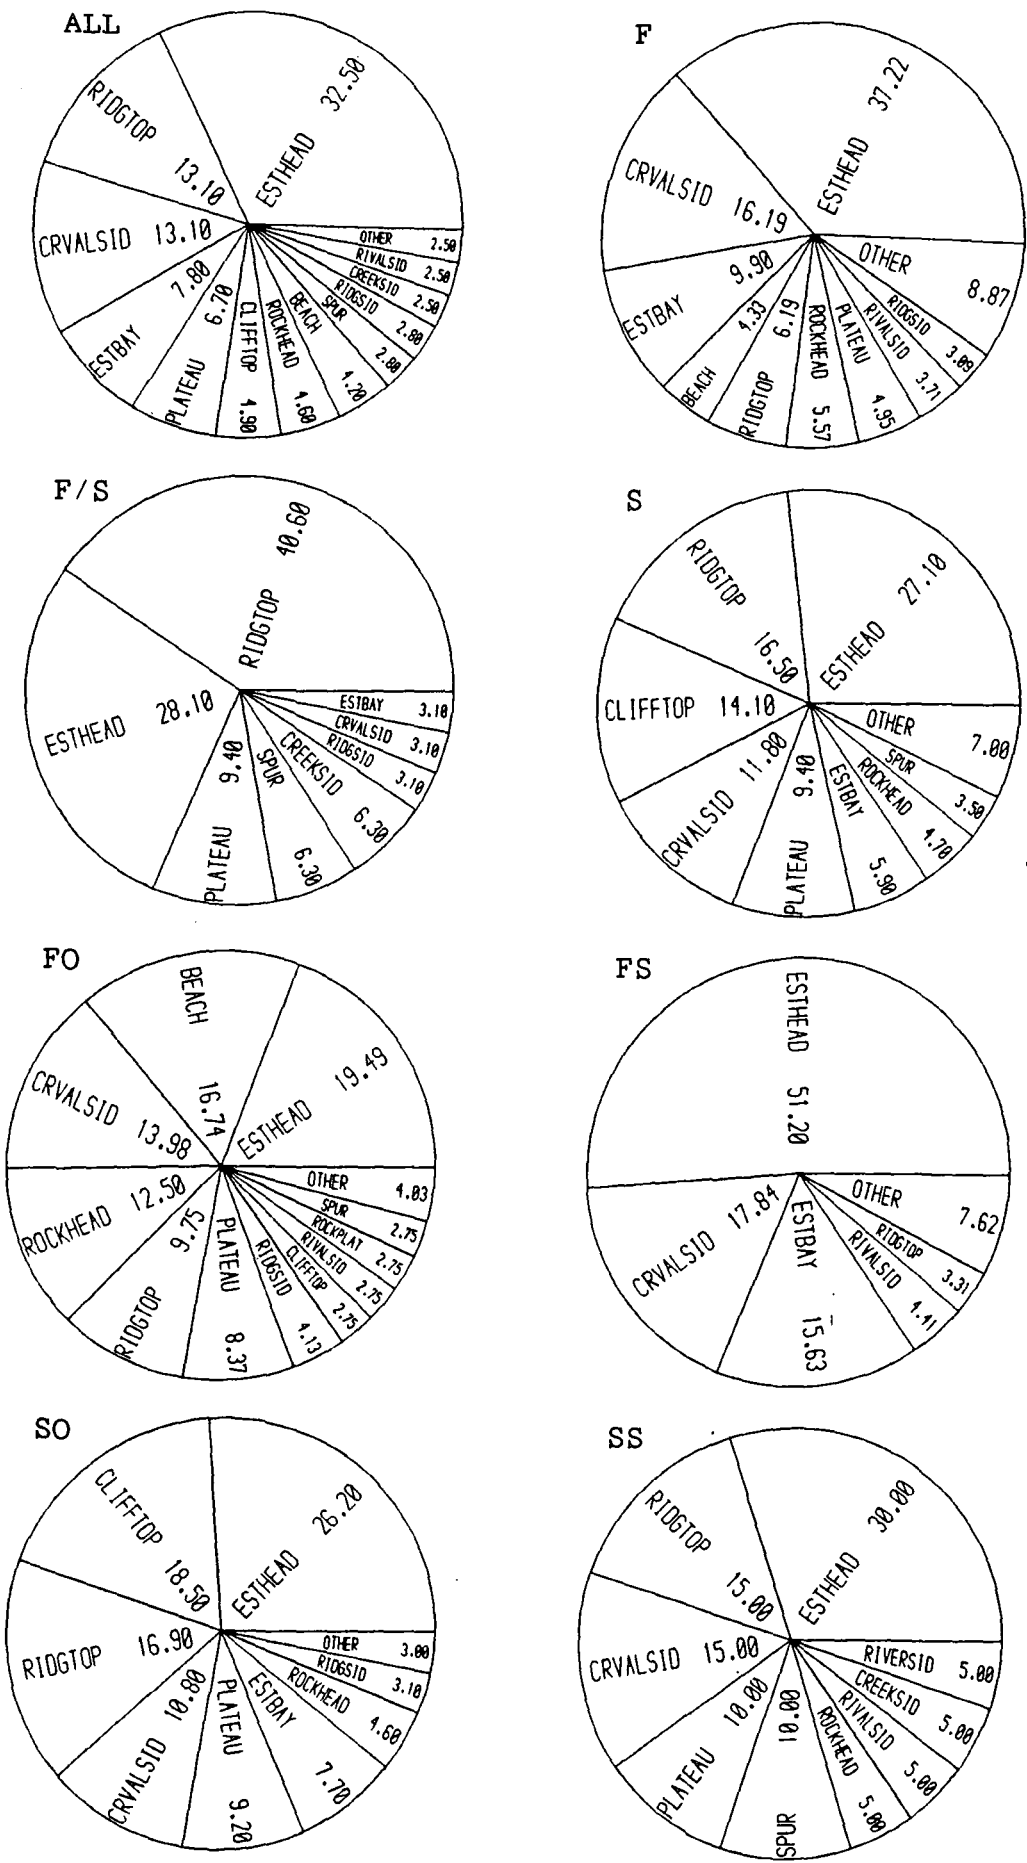 ALL
ESTHEAD 32.50
RIDGTOP 13.10
CRVALSID 13.10
ESTBAY 7.80
PLATEAU 6.70
CLIFFTOP 4.90
ROCKHEAD 4.60
BEACH 4.20
SPUR 2.80
RIDGSID 2.80
CREEKSID 2.50
RIVALSID 2.50
OTHER 2.50
F
ESTHEAD 37.22
CRVALSID 16.19
ESTBAY 9.90
BEACH 4.33
RIDGTOP 6.19
ROCKHEAD 5.57
PLATEAU 4.95
RIVALSID 3.71
RIDGSID 3.09
OTHER 8.87
F/S
RIDGTOP 40.60
ESTHEAD 28.10
PLATEAU 9.40
SPUR 6.30
CREEKSID 6.30
RIDGSID 3.10
CRVALSID 3.10
ESTBAY 3.10
S
ESTHEAD 27.10
RIDGTOP 16.50
CLIFFTOP 14.10
CRVALSID 11.80
PLATEAU 9.40
ESTBAY 5.90
ROCKHEAD 4.70
SPUR 3.50
OTHER 7.00
FO
ESTHEAD 19.49
BEACH 16.74
CRVALSID 13.98
ROCKHEAD 12.50
RIDGTOP 9.75
PLATEAU 8.37
RIDGSID 4.13
CLIFFTOP 2.75
RIVALSID 2.75
ROCKPLAT 2.75
SPUR 2.75
OTHER 4.03
FS
ESTHEAD 51.20
CRVALSID 17.84
ESTBAY 15.63
RIVALSID 4.41
RIDGTOP 3.31
OTHER 7.62
SO
ESTHEAD 26.20
CLIFFTOP 18.50
RIDGTOP 16.90
CRVALSID 10.80
PLATEAU 9.20
ESTBAY 7.70
ROCKHEAD 4.60
RIDGSID 3.10
OTHER 3.00
SS
ESTHEAD 30.00
RIDGTOP 15.00
CRVALSID 15.00
PLATEAU 10.00
SPUR 10.00
ROCKHEAD 5.00
RIVALSID 5.00
CREEKSID 5.00
RIVERSID 5.00